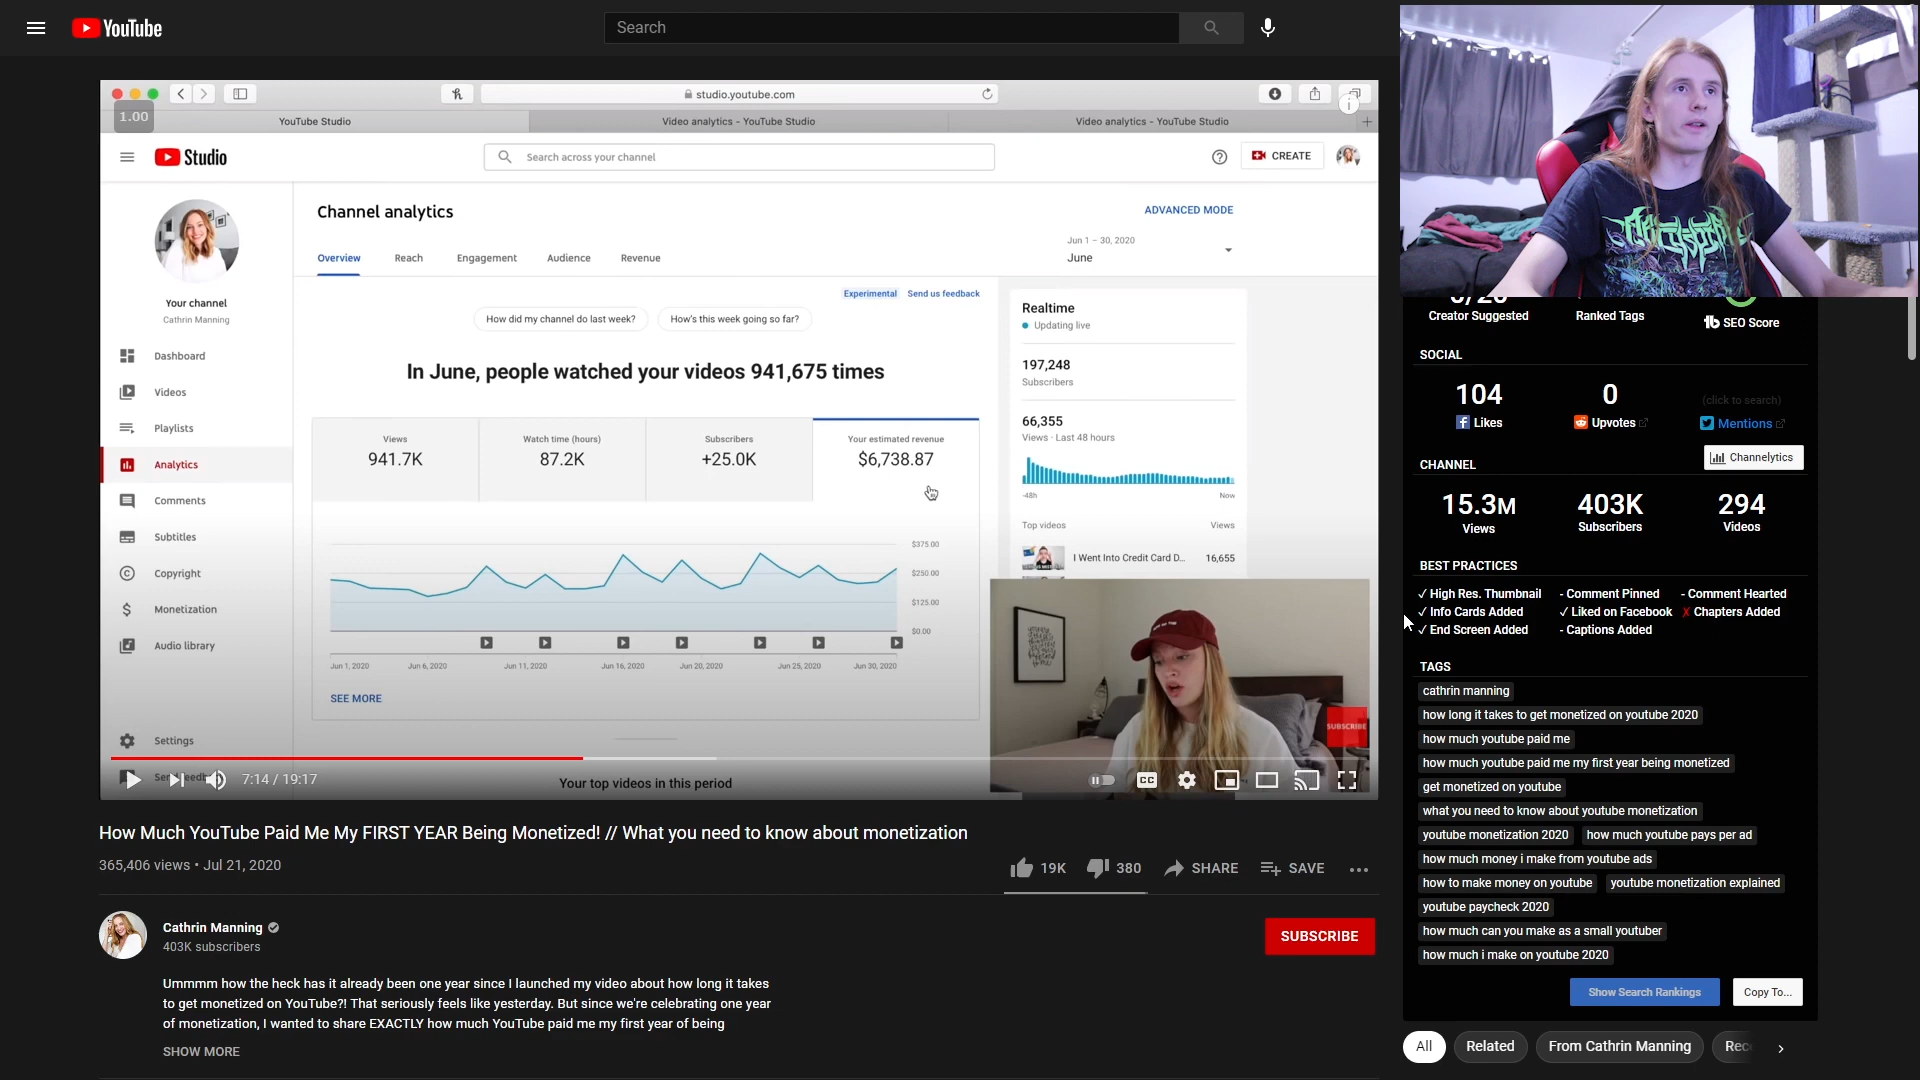 YouTube
Search
studio.youtube.com
1.00
YouTube Studio
Video analytics - YouTube Studio
Video analytics - YouTube Studio
Studio
Search across your channel
CREATE
Channel analytics
ADVANCED MODE
Jun 1 – 30, 2020
June
Overview
Reach
Engagement
Audience
Revenue
Your channel
Cathrin Manning
Dashboard
Videos
Playlists
Analytics
Comments
Subtitles
Copyright
Monetization
Audio library
Settings
Experimental
Send us feedback
How did my channel do last week?
How's this week going so far?
In June, people watched your videos 941,675 times
Views
941.7K
Watch time (hours)
87.2K
Subscribers
+25.0K
Your estimated revenue
$6,738.87
$375.00
$250.00
$125.00
$0.00
Jun 1, 2020
Jun 6, 2020
Jun 11, 2020
Jun 16, 2020
Jun 20, 2020
Jun 25, 2020
Jun 30, 2020
SEE MORE
Your top videos in this period
Realtime
Updating live
197,248
Subscribers
66,355
Views · Last 48 hours
-48h
Now
Top videos
Views
I Went Into Credit Card D...
16,655
SUBSCRIBE
7:14 / 19:17
CC
How Much YouTube Paid Me My FIRST YEAR Being Monetized! // What you need to know about monetization
365,406 views • Jul 21, 2020
19K
380
SHARE
SAVE
Cathrin Manning
403K subscribers
SUBSCRIBE
Ummmm how the heck has it already been one year since I launched my video about how long it takes
to get monetized on YouTube?! That seriously feels like yesterday. But since we're celebrating one year
of monetization, I wanted to share EXACTLY how much YouTube paid me my first year of being
SHOW MORE
Creator Suggested
Ranked Tags
SEO Score
SOCIAL
104
Likes
0
Upvotes
(click to search)
Mentions
CHANNEL
Channelytics
15.3M
Views
403K
Subscribers
294
Videos
BEST PRACTICES
✓ High Res. Thumbnail - Comment Pinned - Comment Hearted
✓ Info Cards Added ✓ Liked on Facebook ✗ Chapters Added
✓ End Screen Added - Captions Added
TAGS
cathrin manning
how long it takes to get monetized on youtube 2020
how much youtube paid me
how much youtube paid me my first year being monetized
get monetized on youtube
what you need to know about youtube monetization
youtube monetization 2020 how much youtube pays per ad
how much money i make from youtube ads
how to make money on youtube youtube monetization explained
youtube paycheck 2020
how much can you make as a small youtuber
how much i make on youtube 2020
Show Search Rankings
Copy To...
All
Related
From Cathrin Manning